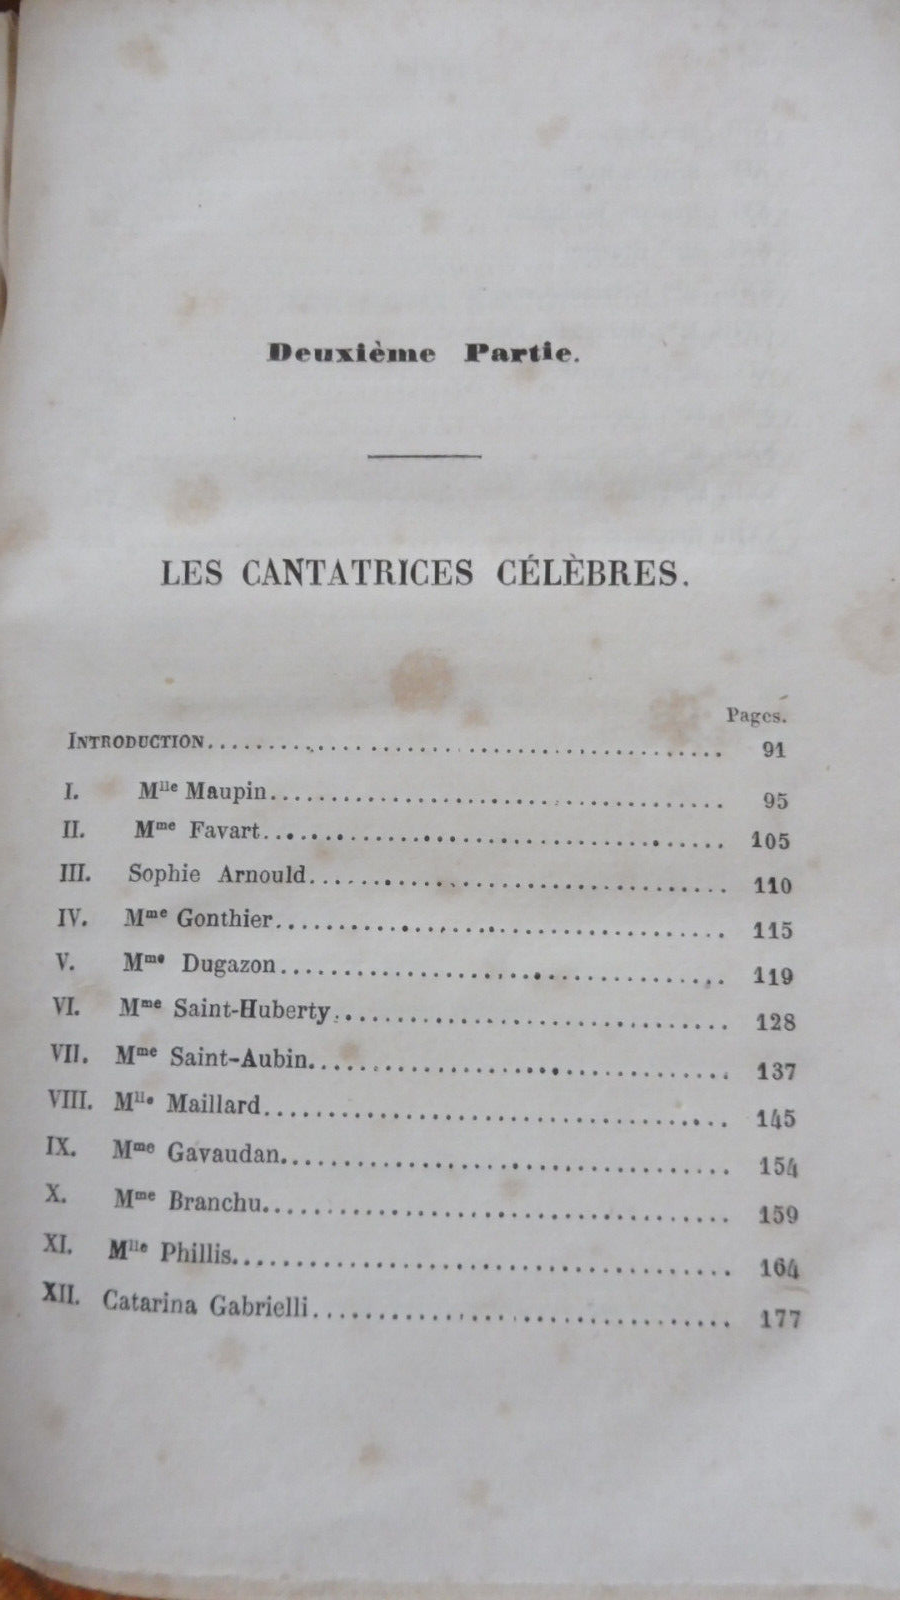 Deuxième Partie.
LES CANTATRICES CÉLÈBRES.
Pages.
INTRODUCTION........................................ 91
I. Mlle Maupin........................................ 95
II. Mme Favart........................................ 105
III. Sophie Arnould........................................ 110
IV. Mme Gonthier........................................ 115
V. Mme Dugazon........................................ 119
VI. Mme Saint-Huberty........................................ 128
VII. Mme Saint-Aubin........................................ 137
VIII. Mlle Maillard........................................ 145
IX. Mme Gavaudan........................................ 154
X. Mme Branchu........................................ 159
XI. Mlle Phillis........................................ 164
XII. Catarina Gabrielli........................................ 177